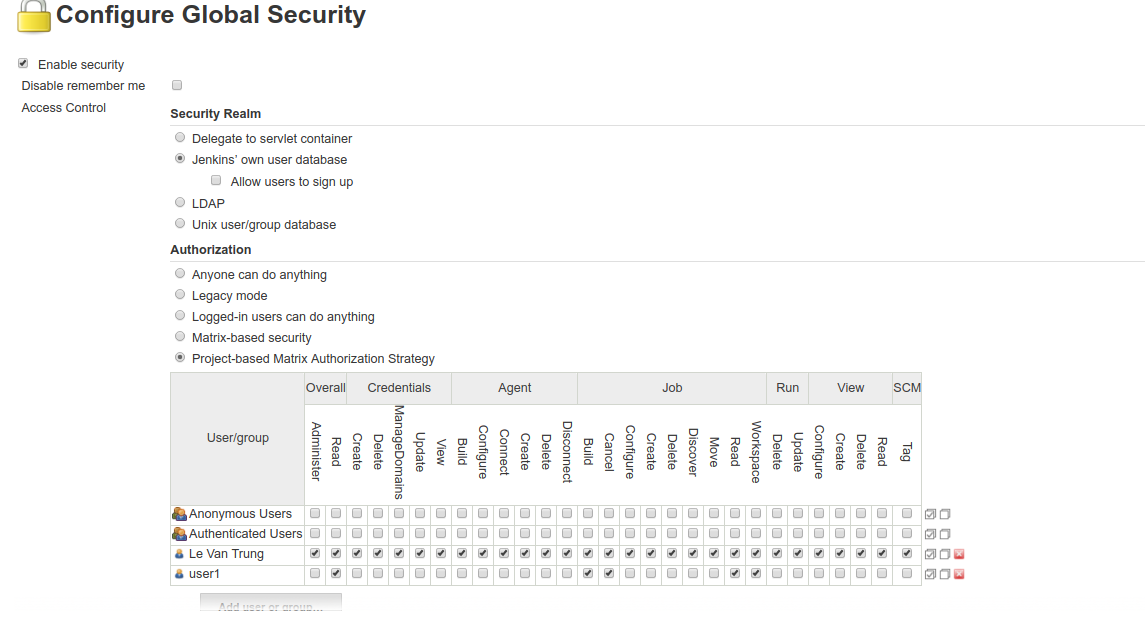 Configure Global Security
Enable security
Disable remember me
Access Control
Security Realm
Delegate to servlet container
Jenkins' own user database
Allow users to sign up
LDAP
Unix user/group database
Authorization
Anyone can do anything
Legacy mode
Logged-in users can do anything
Matrix-based security
Project-based Matrix Authorization Strategy
User/group Overall Credentials Agent Job Run View SCM
Administer Read Create Delete ManageDomains Update View Build Configure Connect Create Delete Disconnect Build Cancel Configure Create Delete Discover Move Read Workspace Delete Update Configure Create Delete Read Tag
Anonymous Users
Authenticated Users
Le Van Trung
user1
Add user or group...